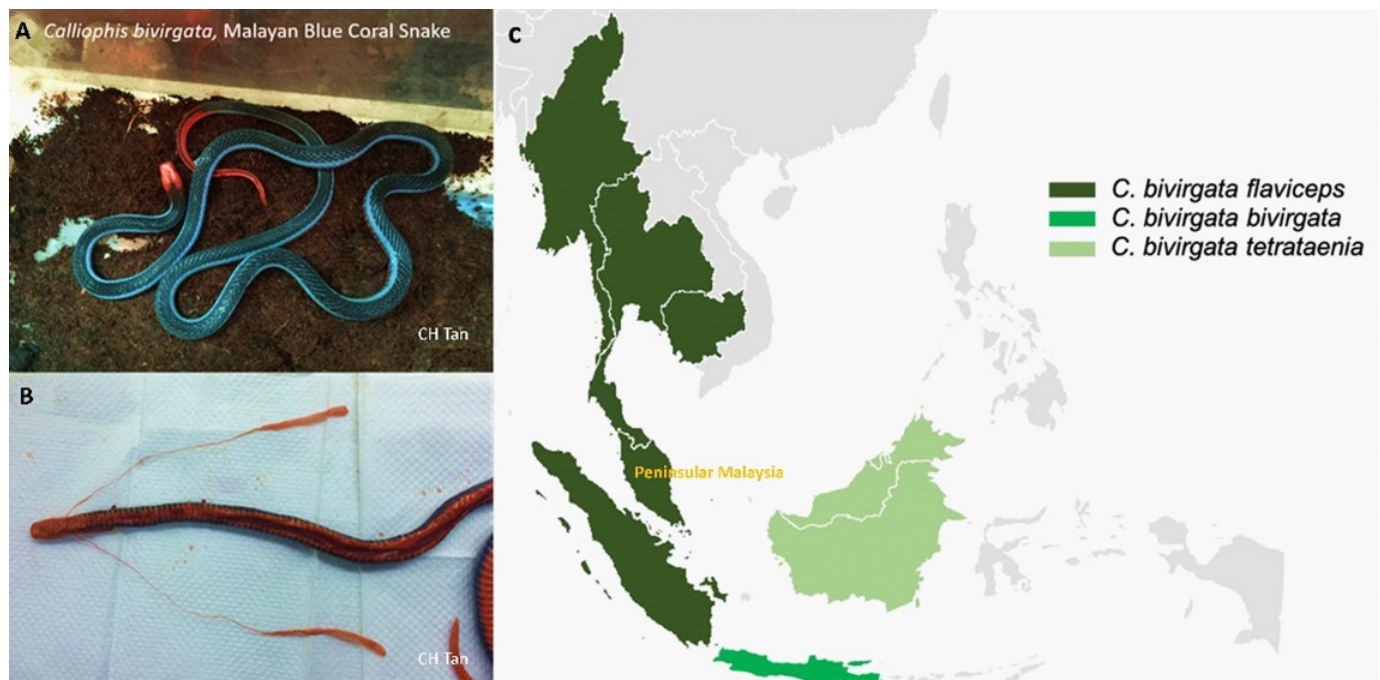 A
Calliophis bivirgata, Malayan Blue Coral Snake
CH Tan
B
CH Tan
C
C. bivirgata flaviceps
C. bivirgata bivirgata
C. bivirgata tetrataenia
Peninsular Malaysia